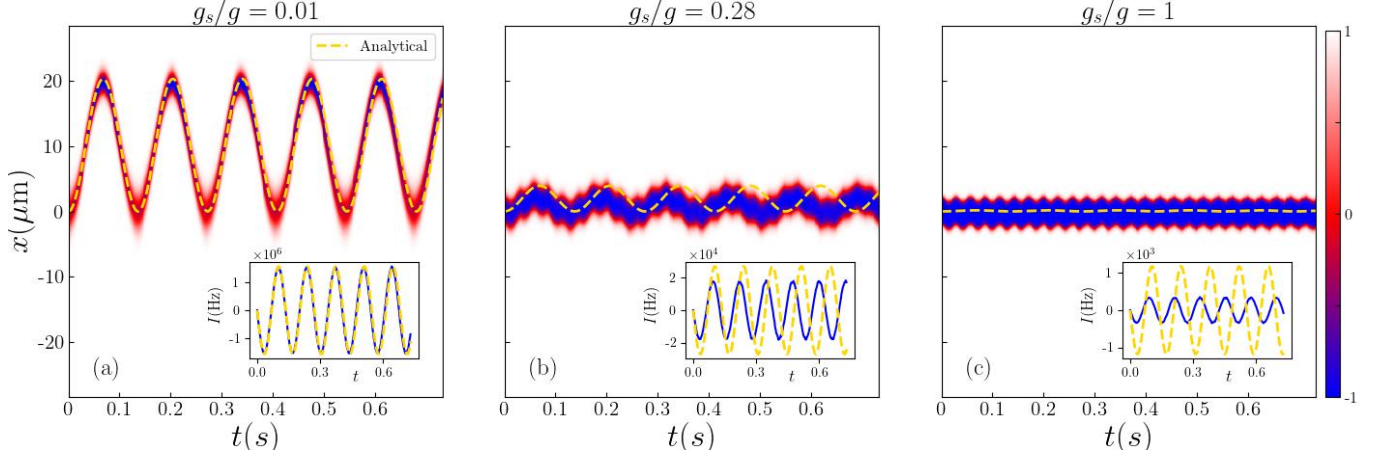 g_s/g = 0.01
g_s/g = 0.28
g_s/g = 1
Analytical
x(μm)
20
10
0
-10
-20
×10^6
I(Hz)
1
0
-1
0.0 0.3 0.6
t
(a)
0 0.1 0.2 0.3 0.4 0.5 0.6
t(s)
×10^4
I(Hz)
2
0
-2
0.0 0.3 0.6
t
(b)
0 0.1 0.2 0.3 0.4 0.5 0.6
t(s)
×10^3
I(Hz)
1
0
-1
0.0 0.3 0.6
t
(c)
0 0.1 0.2 0.3 0.4 0.5 0.6
t(s)
1
0
-1